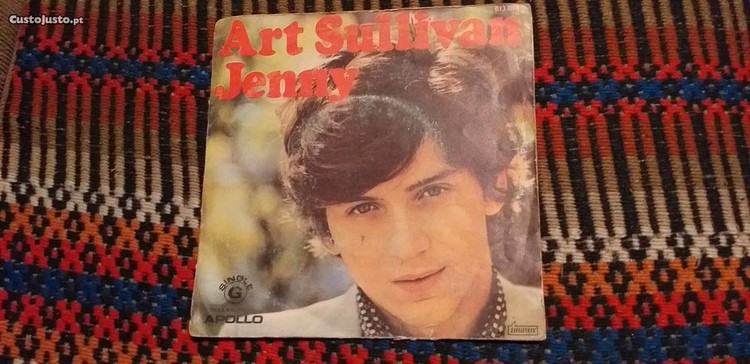 CustoJusto.pt
Art Sullivan
Jenny
SINGLE
G
APOLLO